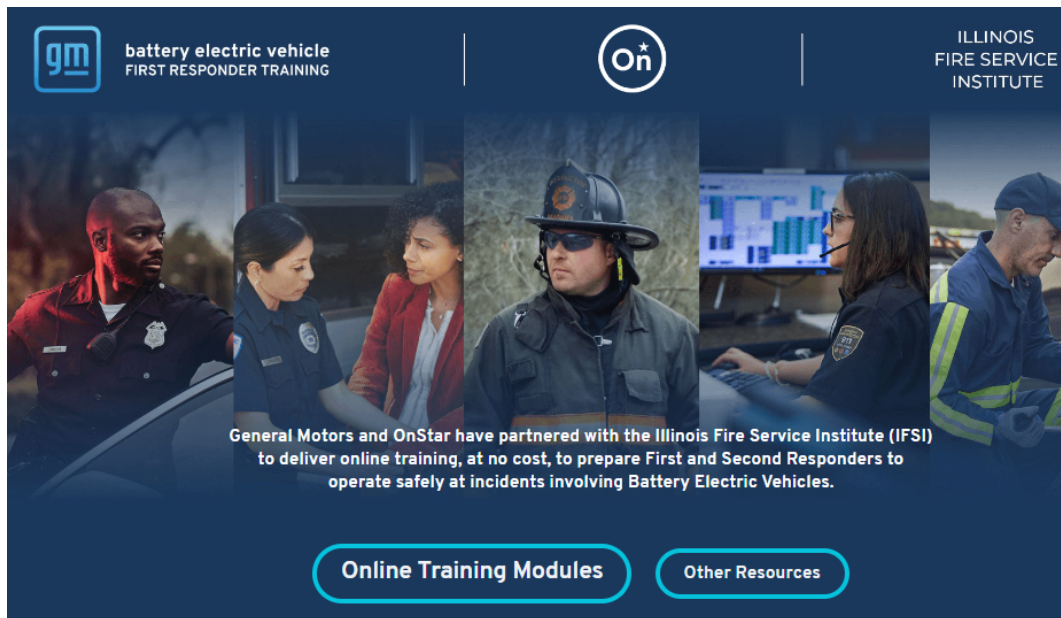 gm
battery electric vehicle
FIRST RESPONDER TRAINING
On
ILLINOIS
FIRE SERVICE
INSTITUTE
911
General Motors and OnStar have partnered with the Illinois Fire Service Institute (IFSI)
to deliver online training, at no cost, to prepare First and Second Responders to
operate safely at incidents involving Battery Electric Vehicles.
Online Training Modules
Other Resources